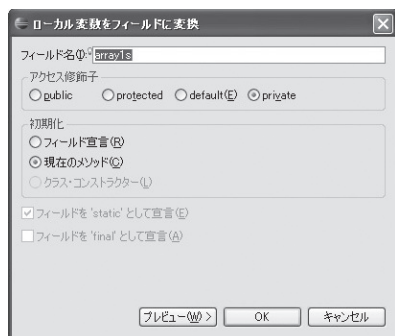 ローカル変数をフィールドに変換
フィールド名(I): array1s
アクセス修飾子
public protected default(E) private
初期化
フィールド宣言(R)
現在のメソッド(C)
クラス・コンストラクター(L)
フィールドを 'static' として宣言(E)
フィールドを 'final' として宣言(A)
プレビュー(W) > OK キャンセル